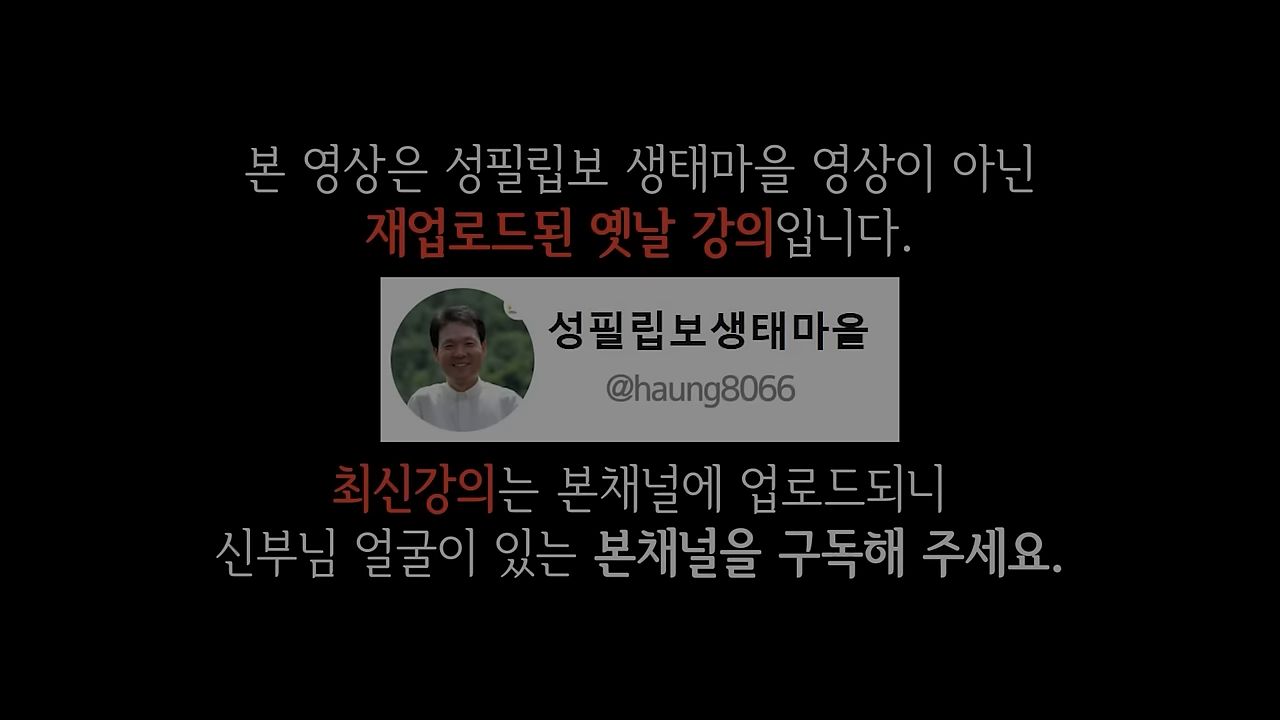 본 영상은 성필립보 생태마을 영상이 아닌
재업로드된 옛날 강의입니다.
성필립보생태마을
@haung8066
최신강의는 본채널에 업로드되니
신부님 얼굴이 있는 본채널을 구독해 주세요.